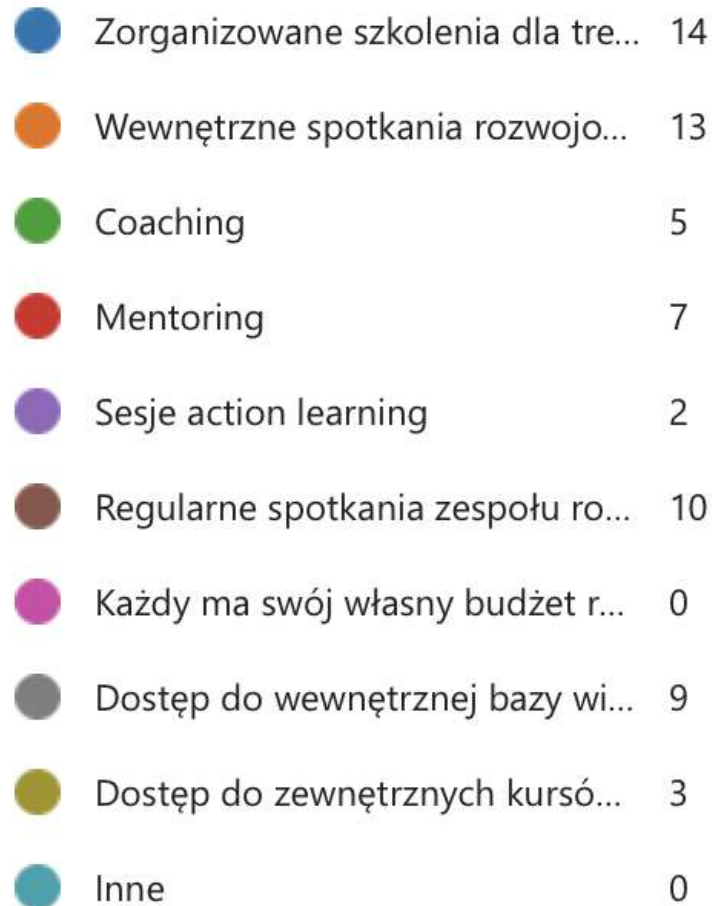 Zorganizowane szkolenia dla tre... 14
Wewnętrzne spotkania rozwojo... 13
Coaching 5
Mentoring 7
Sesje action learning 2
Regularne spotkania zespołu ro... 10
Każdy ma swój własny budżet r... 0
Dostęp do wewnętrznej bazy wi... 9
Dostęp do zewnętrznych kursó... 3
Inne 0